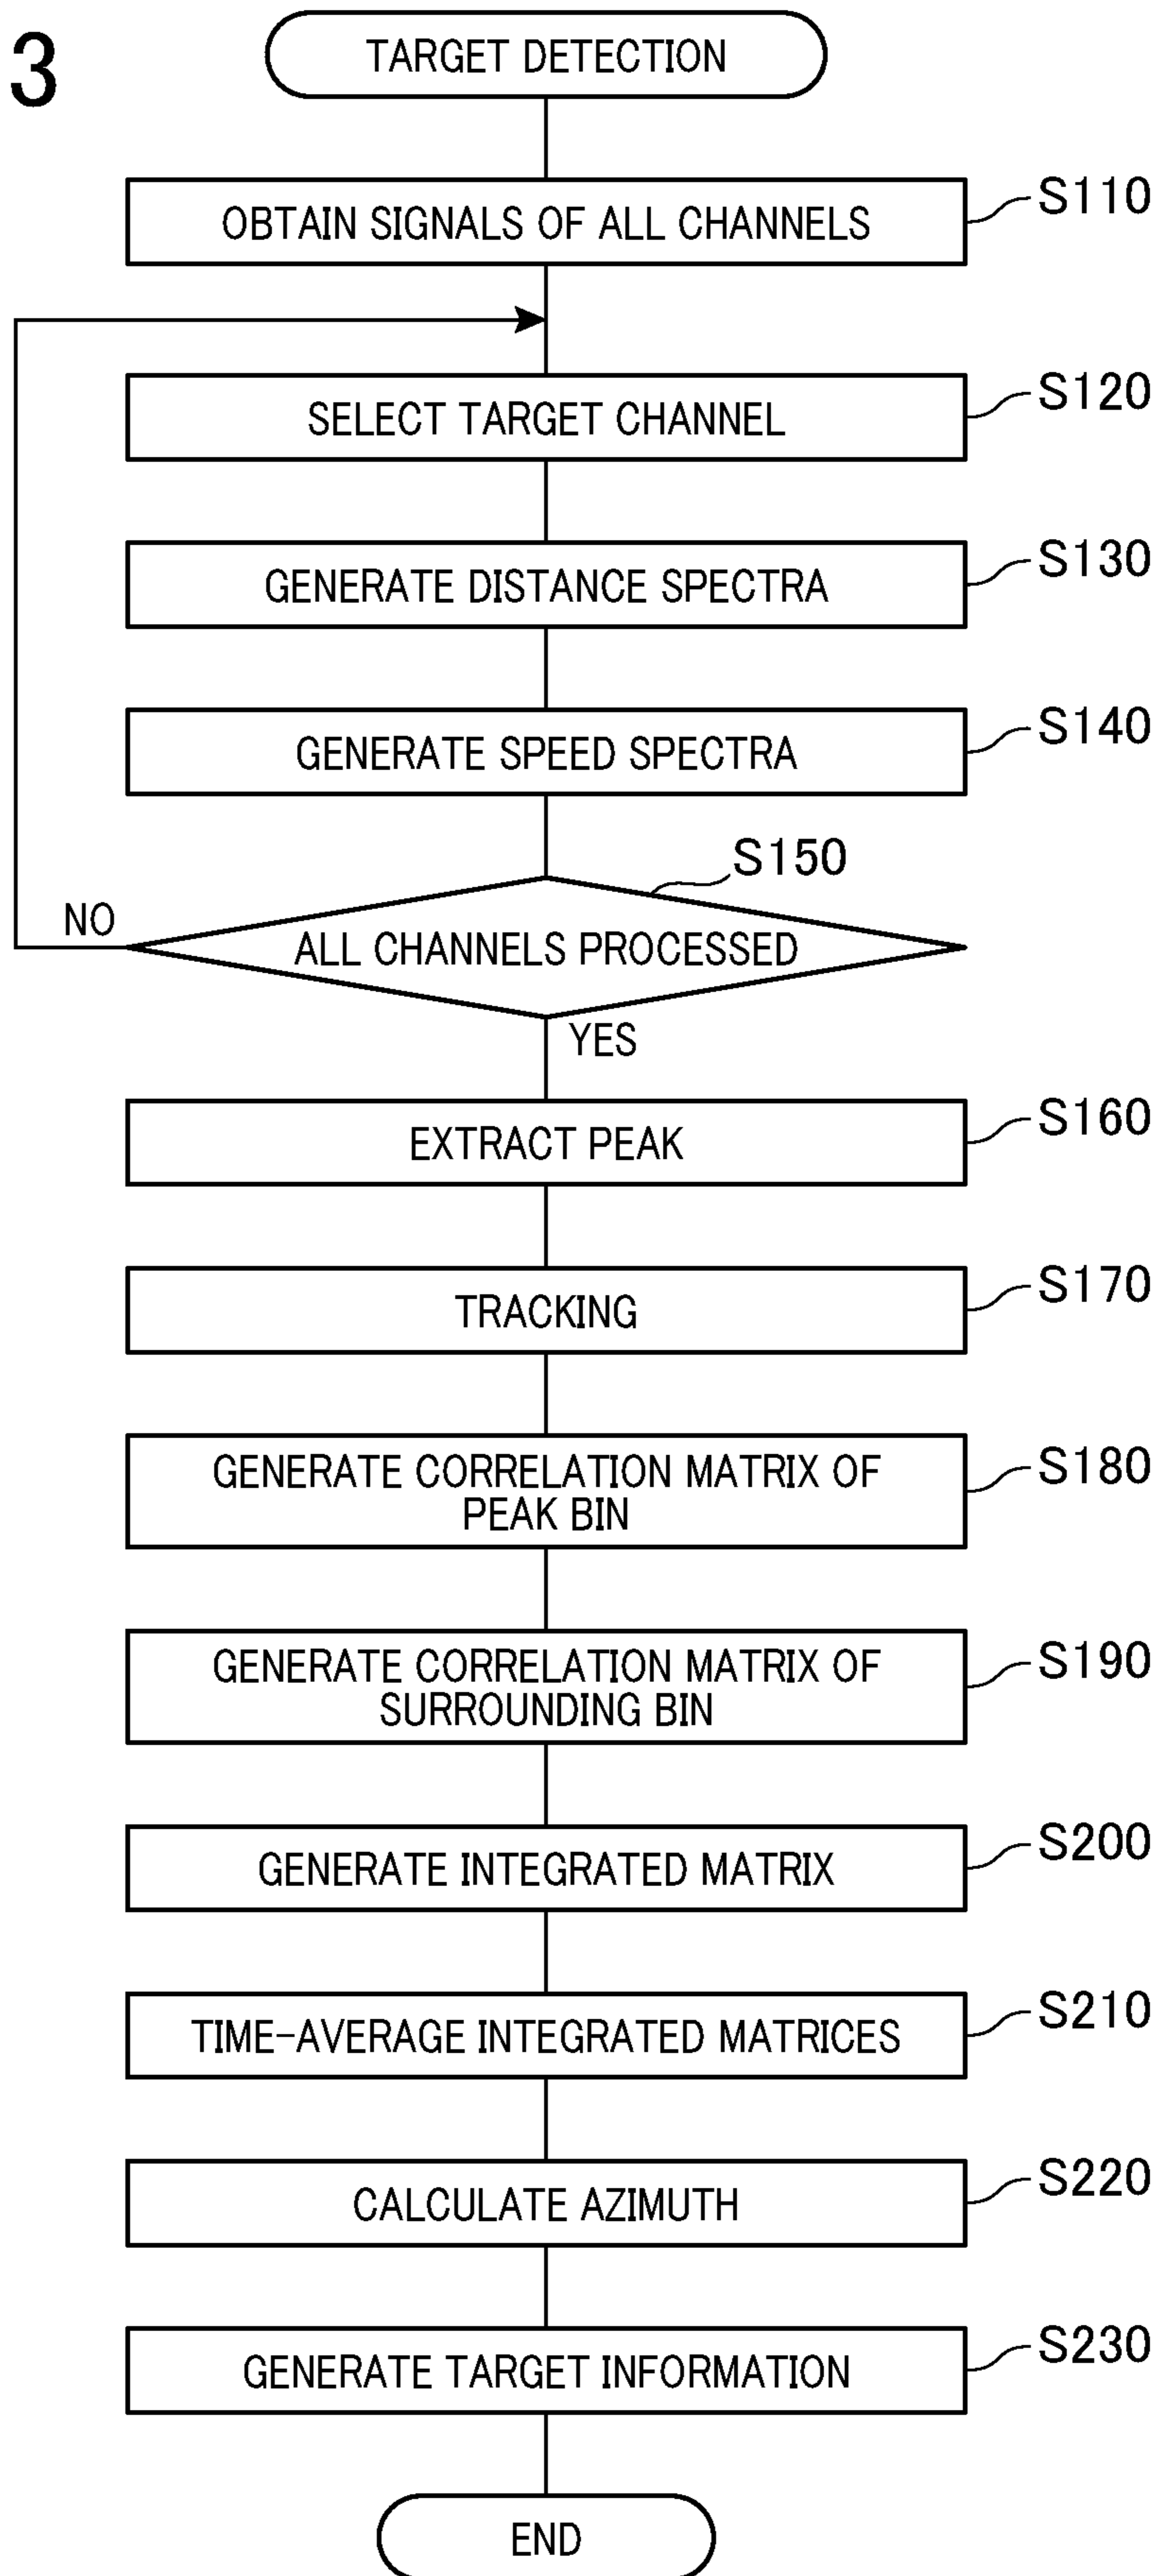 3
TARGET DETECTION
OBTAIN SIGNALS OF ALL CHANNELS
S110
SELECT TARGET CHANNEL
S120
GENERATE DISTANCE SPECTRA
S130
GENERATE SPEED SPECTRA
S140
S150
NO
ALL CHANNELS PROCESSED
YES
EXTRACT PEAK
S160
TRACKING
S170
GENERATE CORRELATION MATRIX OF
PEAK BIN
S180
GENERATE CORRELATION MATRIX OF
SURROUNDING BIN
S190
GENERATE INTEGRATED MATRIX
S200
TIME-AVERAGE INTEGRATED MATRICES
S210
CALCULATE AZIMUTH
S220
GENERATE TARGET INFORMATION
S230
END